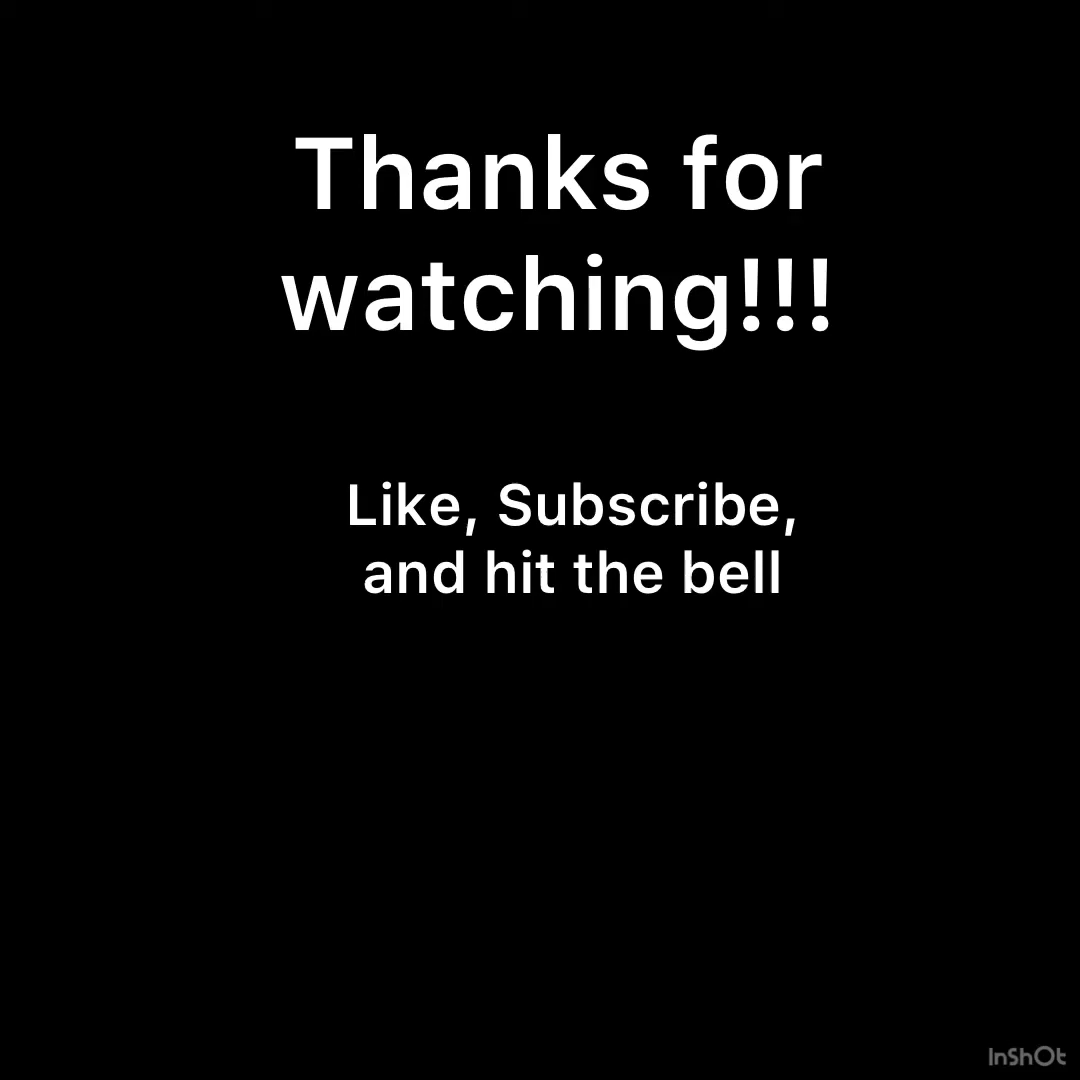 Thanks for
watching!!!
Like, Subscribe,
and hit the bell
InShOt